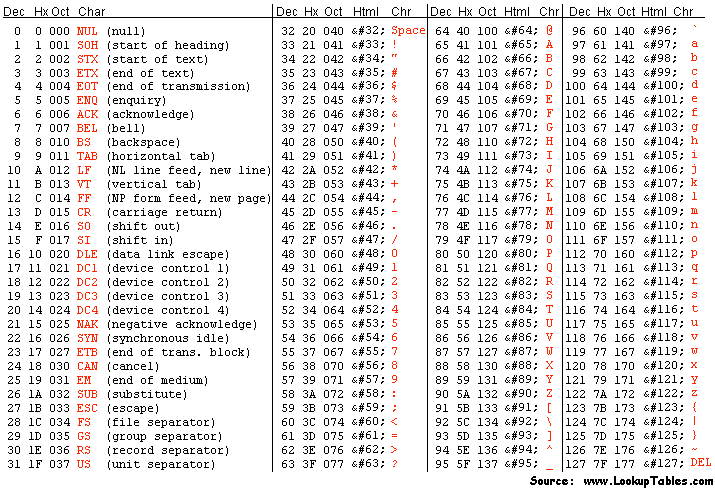 Dec Hx Oct Char Dec Hx Oct Html Chr Dec Hx Oct Html Chr Dec Hx Oct Html Chr
0 0 000 NUL (null) 32 20 040 &#32; Space 64 40 100 &#64; @ 96 60 140 &#96; `
1 1 001 SOH (start of heading) 33 21 041 &#33; ! 65 41 101 &#65; A 97 61 141 &#97; a
2 2 002 STX (start of text) 34 22 042 &#34; " 66 42 102 &#66; B 98 62 142 &#98; b
3 3 003 ETX (end of text) 35 23 043 &#35; # 67 43 103 &#67; C 99 63 143 &#99; c
4 4 004 EOT (end of transmission) 36 24 044 &#36; $ 68 44 104 &#68; D 100 64 144 &#100; d
5 5 005 ENQ (enquiry) 37 25 045 &#37; % 69 45 105 &#69; E 101 65 145 &#101; e
6 6 006 ACK (acknowledge) 38 26 046 &#38; & 70 46 106 &#70; F 102 66 146 &#102; f
7 7 007 BEL (bell) 39 27 047 &#39; ' 71 47 107 &#71; G 103 67 147 &#103; g
8 8 010 BS (backspace) 40 28 050 &#40; ( 72 48 110 &#72; H 104 68 150 &#104; h
9 9 011 TAB (horizontal tab) 41 29 051 &#41; ) 73 49 111 &#73; I 105 69 151 &#105; i
10 A 012 LF (NL line feed, new line) 42 2A 052 &#42; * 74 4A 112 &#74; J 106 6A 152 &#106; j
11 B 013 VT (vertical tab) 43 2B 053 &#43; + 75 4B 113 &#75; K 107 6B 153 &#107; k
12 C 014 FF (NP form feed, new page) 44 2C 054 &#44; , 76 4C 114 &#76; L 108 6C 154 &#108; l
13 D 015 CR (carriage return) 45 2D 055 &#45; - 77 4D 115 &#77; M 109 6D 155 &#109; m
14 E 016 SO (shift out) 46 2E 056 &#46; . 78 4E 116 &#78; N 110 6E 156 &#110; n
15 F 017 SI (shift in) 47 2F 057 &#47; / 79 4F 117 &#79; O 111 6F 157 &#111; o
16 10 020 DLE (data link escape) 48 30 060 &#48; 0 80 50 120 &#80; P 112 70 160 &#112; p
17 11 021 DC1 (device control 1) 49 31 061 &#49; 1 81 51 121 &#81; Q 113 71 161 &#113; q
18 12 022 DC2 (device control 2) 50 32 062 &#50; 2 82 52 122 &#82; R 114 72 162 &#114; r
19 13 023 DC3 (device control 3) 51 33 063 &#51; 3 83 53 123 &#83; S 115 73 163 &#115; s
20 14 024 DC4 (device control 4) 52 34 064 &#52; 4 84 54 124 &#84; T 116 74 164 &#116; t
21 15 025 NAK (negative acknowledge) 53 35 065 &#53; 5 85 55 125 &#85; U 117 75 165 &#117; u
22 16 026 SYN (synchronous idle) 54 36 066 &#54; 6 86 56 126 &#86; V 118 76 166 &#118; v
23 17 027 ETB (end of trans. block) 55 37 067 &#55; 7 87 57 127 &#87; W 119 77 167 &#119; w
24 18 030 CAN (cancel) 56 38 070 &#56; 8 88 58 130 &#88; X 120 78 170 &#120; x
25 19 031 EM (end of medium) 57 39 071 &#57; 9 89 59 131 &#89; Y 121 79 171 &#121; y
26 1A 032 SUB (substitute) 58 3A 072 &#58; : 90 5A 132 &#90; Z 122 7A 172 &#122; z
27 1B 033 ESC (escape) 59 3B 073 &#59; ; 91 5B 133 &#91; [ 123 7B 173 &#123; {
28 1C 034 FS (file separator) 60 3C 074 &#60; < 92 5C 134 &#92; \ 124 7C 174 &#124; |
29 1D 035 GS (group separator) 61 3D 075 &#61; = 93 5D 135 &#93; ] 125 7D 175 &#125; }
30 1E 036 RS (record separator) 62 3E 076 &#62; > 94 5E 136 &#94; ^ 126 7E 176 &#126; ~
31 1F 037 US (unit separator) 63 3F 077 &#63; ? 95 5F 137 &#95; _ 127 7F 177 &#127; DEL
Source: www.LookupTables.com